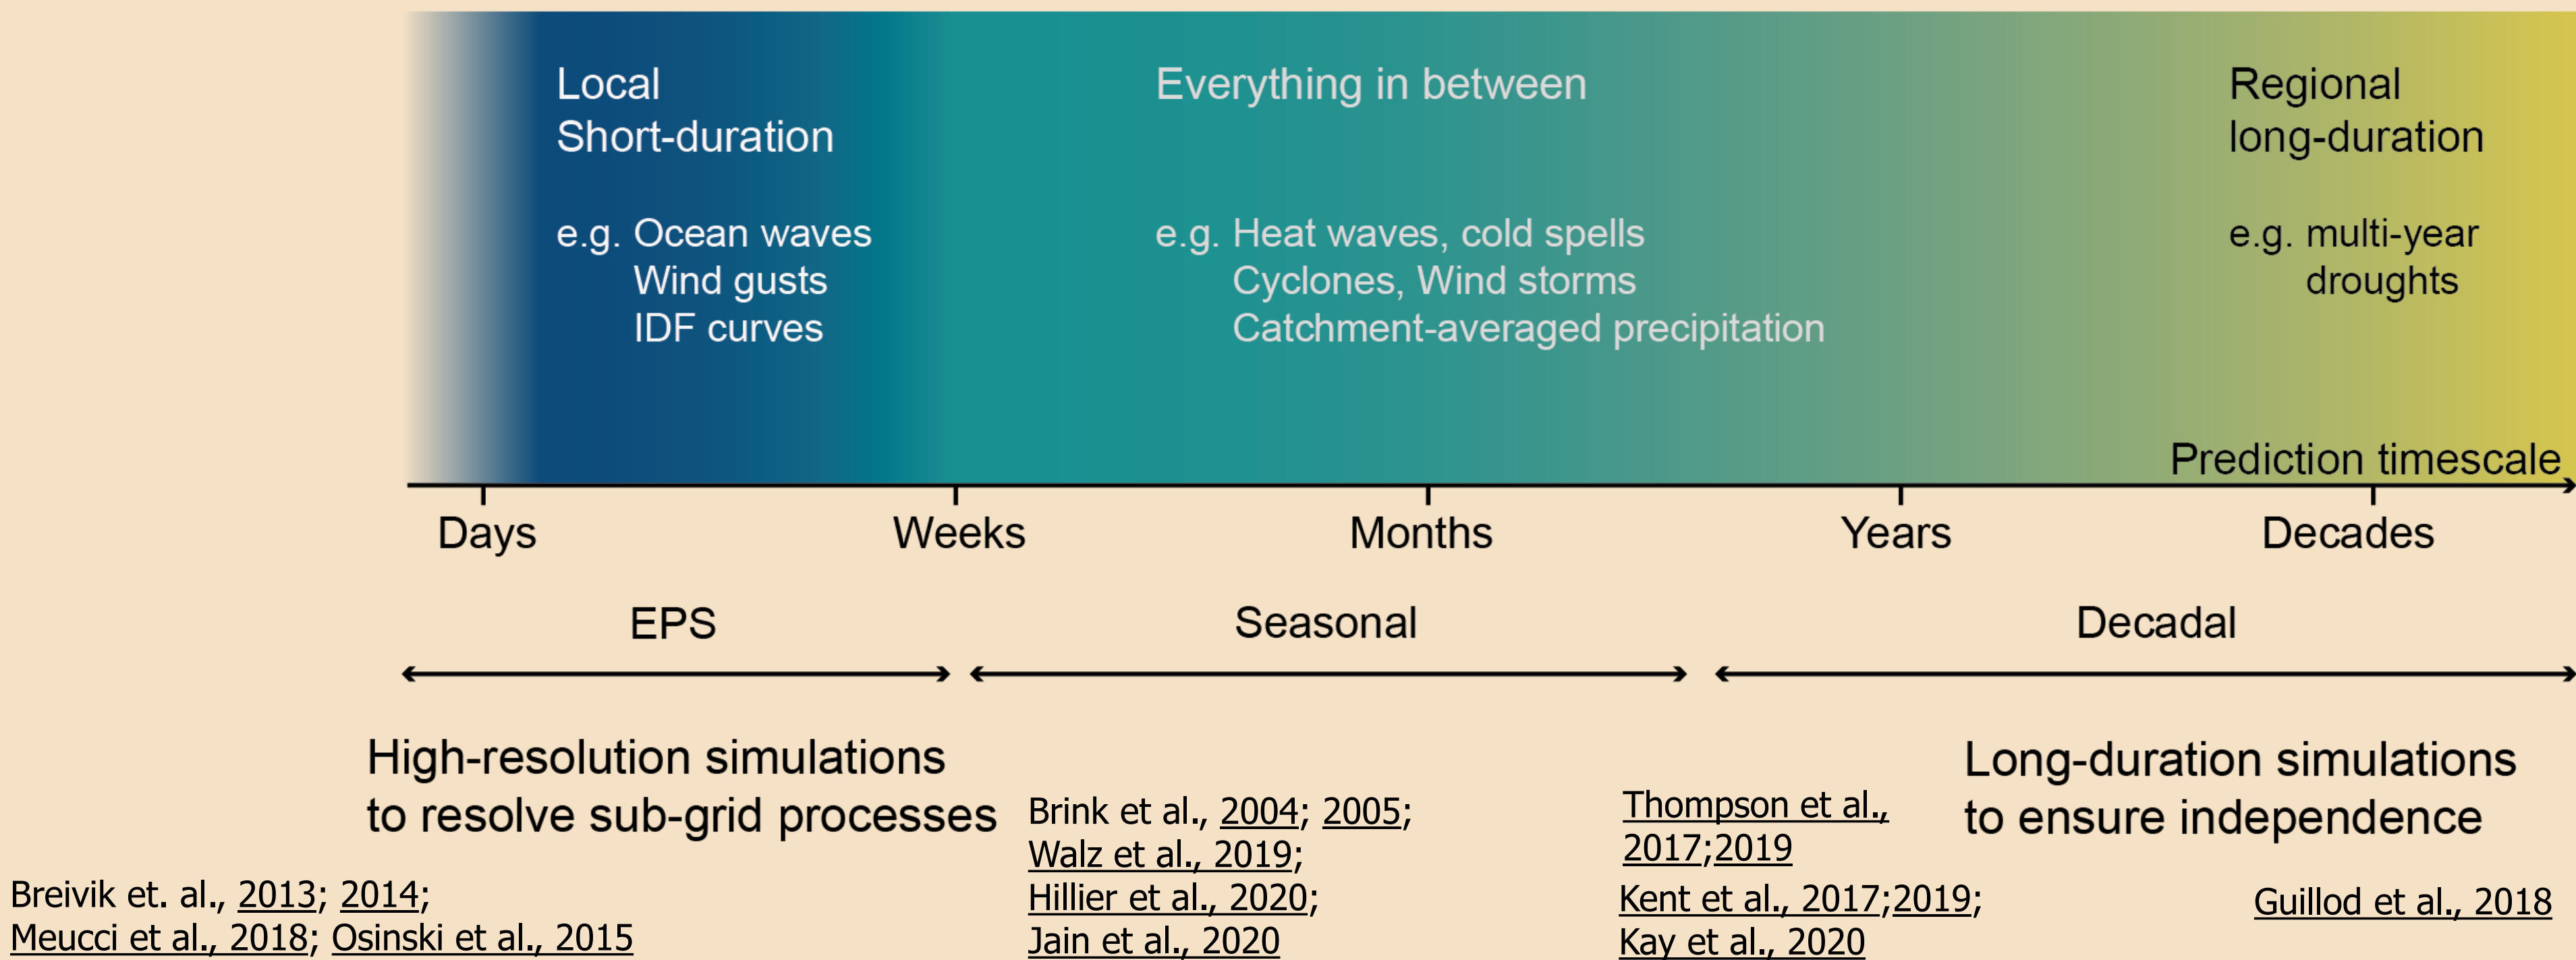 Local
Short-duration
e.g. Ocean waves
Wind gusts
IDF curves
Everything in between
e.g. Heat waves, cold spells
Cyclones, Wind storms
Catchment-averaged precipitation
Regional
long-duration
e.g. multi-year
droughts
Prediction timescale
Days
Weeks
Months
Years
Decades
EPS
Seasonal
Decadal
High-resolution simulations
to resolve sub-grid processes
Breivik et. al., 2013; 2014;
Meucci et al., 2018; Osinski et al., 2015
Brink et al., 2004; 2005;
Walz et al., 2019;
Hillier et al., 2020;
Jain et al., 2020
Thompson et al.,
2017;2019
Kent et al., 2017;2019;
Kay et al., 2020
Long-duration simulations
to ensure independence
Guillod et al., 2018